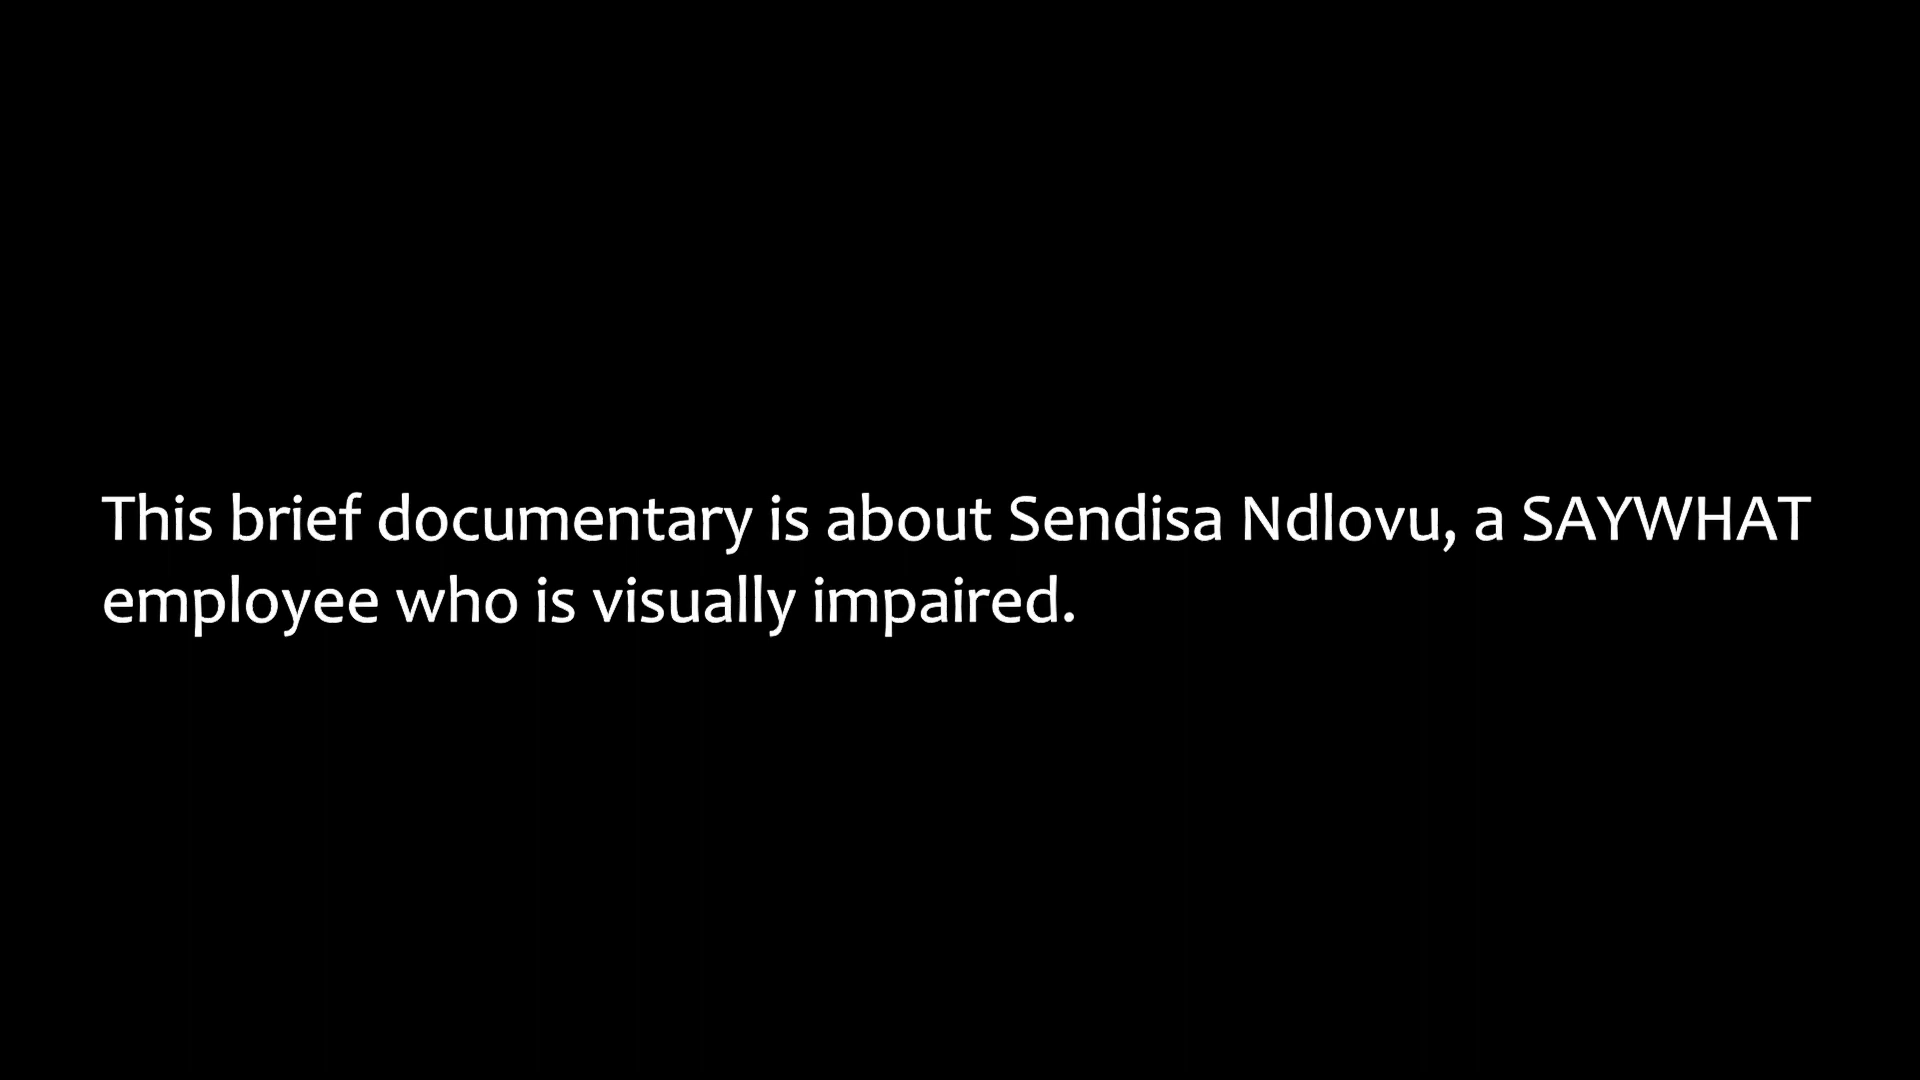 This brief documentary is about Sendisa Ndlovu, a SAYWHAT
employee who is visually impaired.